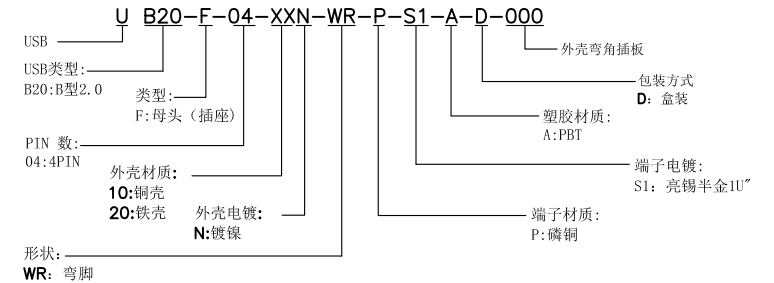 U B20-F-04-XXN-WR-P-S1-A-D-000
USB
外壳弯角插板
USB类型:
B20:B型2.0
包装方式
D: 盒装
类型:
F:母头（插座)
塑胶材质:
A:PBT
PIN 数:
04:4PIN
端子电镀:
S1: 亮锡半金1U"
外壳材质:
10:铜壳
20:铁壳
外壳电镀:
N:镀镍
端子材质:
P:磷铜
形状:
WR: 弯脚